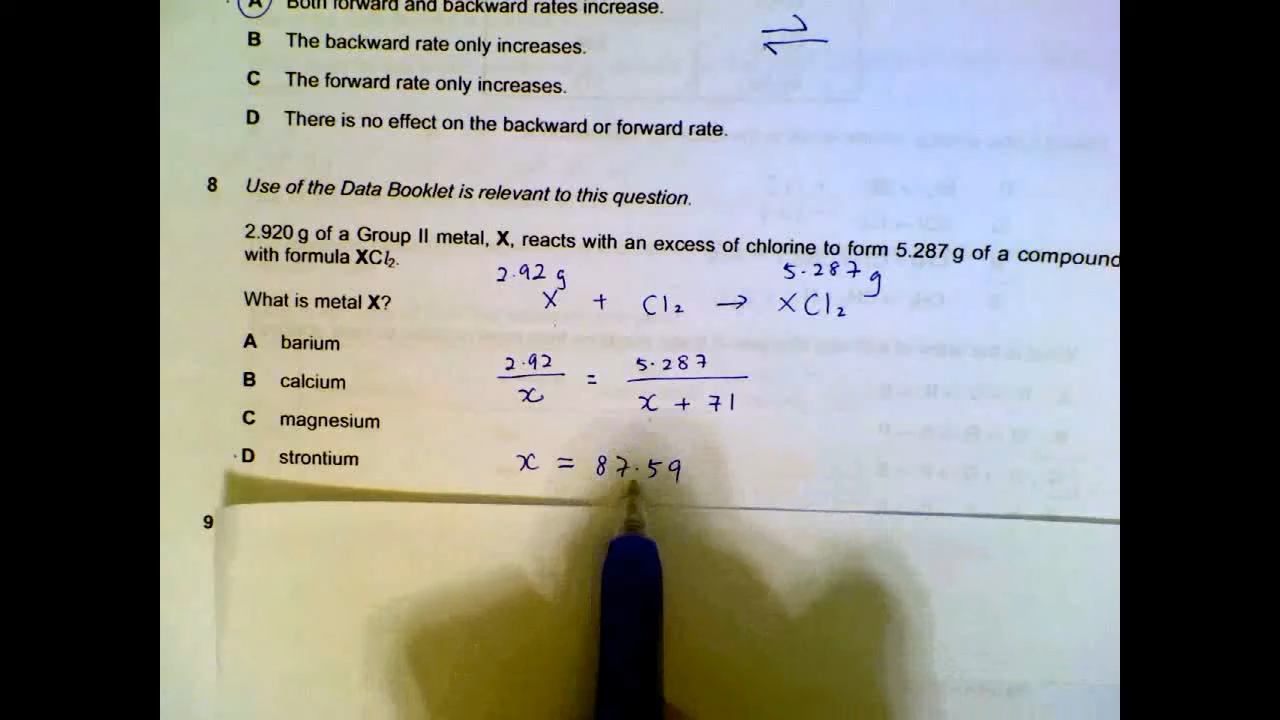 A Both forward and backward rates increase.
B The backward rate only increases.
C The forward rate only increases.
D There is no effect on the backward or forward rate.
8 Use of the Data Booklet is relevant to this question.
2.920 g of a Group II metal, X, reacts with an excess of chlorine to form 5.287 g of a compound
with formula XCl₂.
2.92 g 5.287 g
What is metal X? X + Cl₂ → XCl₂
A barium
2.92 / x = 5.287 / x + 71
B calcium
C magnesium
D strontium x = 87.59
9